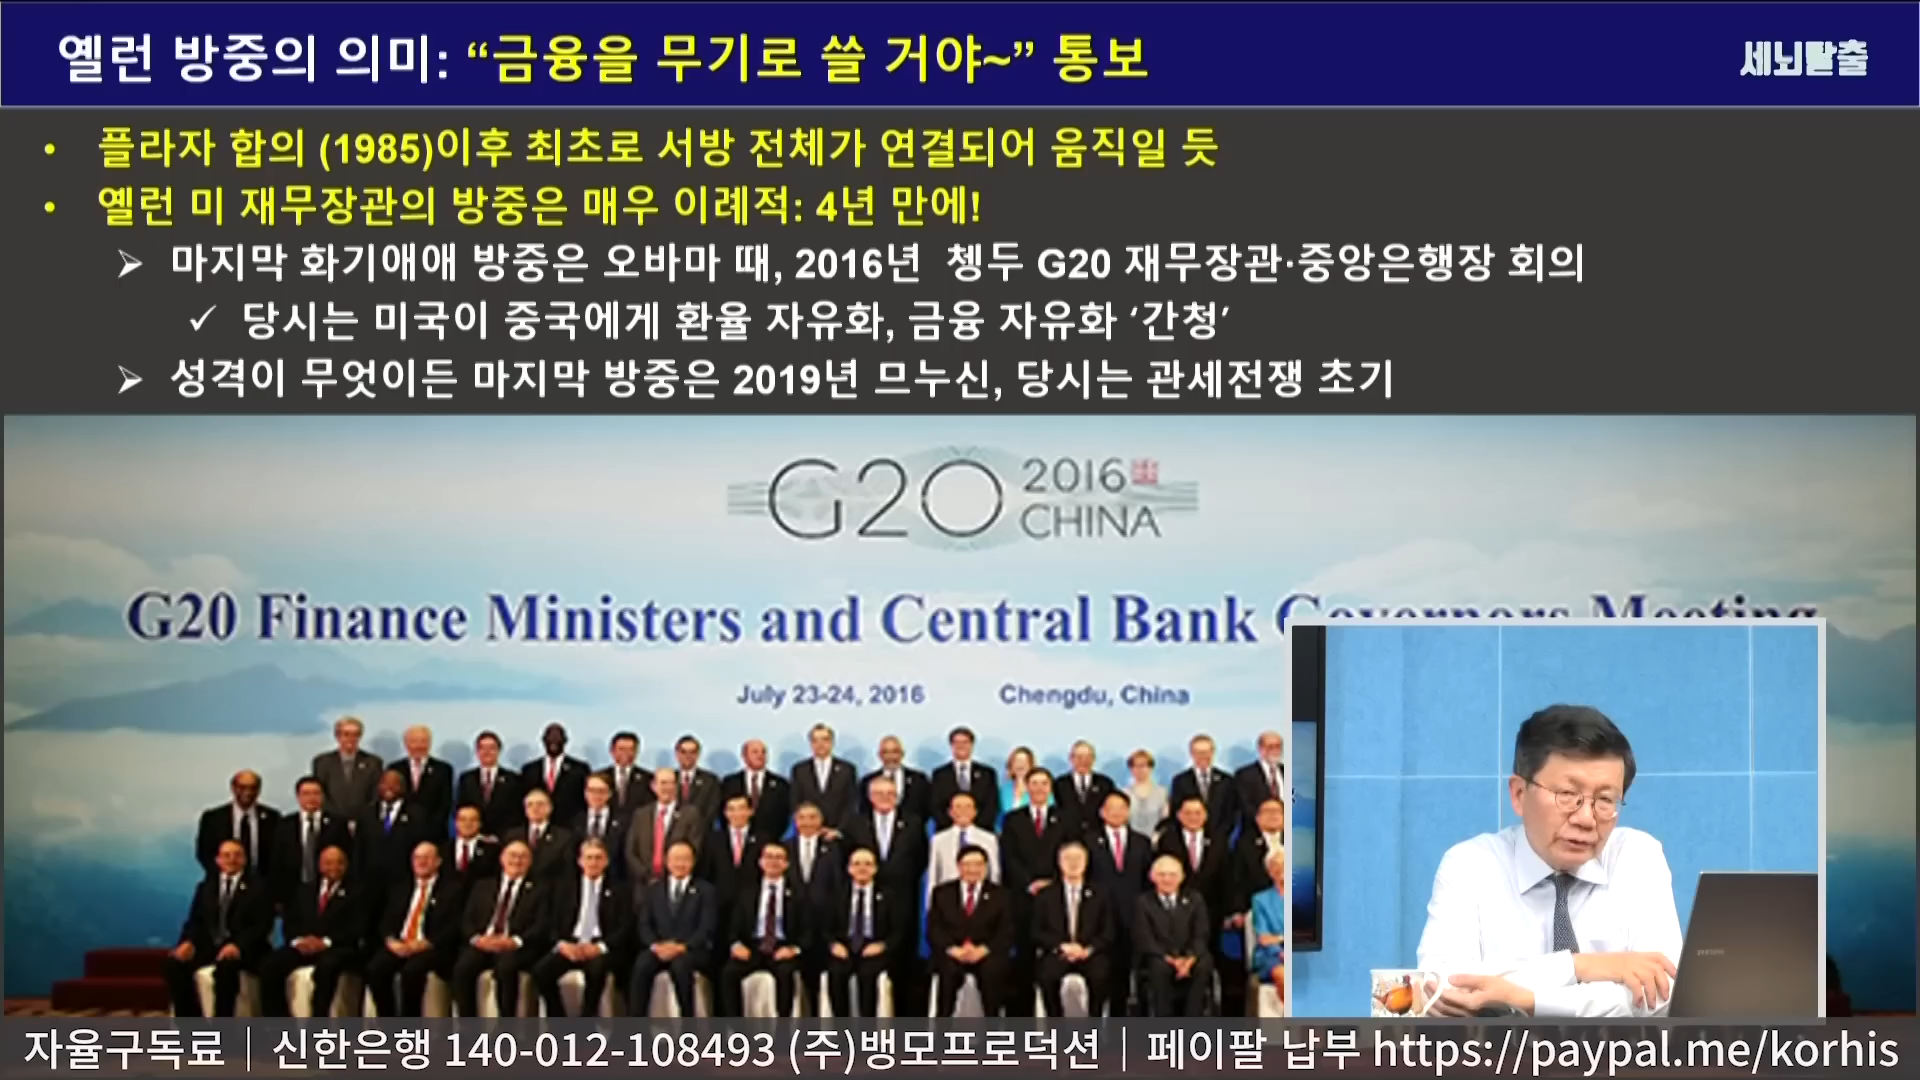 옐런 방중의 의미: “금융을 무기로 쓸 거야~” 통보
세뇌탈출
• 플라자 합의 (1985)이후 최초로 서방 전체가 연결되어 움직일 듯
• 옐런 미 재무장관의 방중은 매우 이례적: 4년 만에!
➢ 마지막 화기애애 방중은 오바마 때, 2016년 쳉두 G20 재무장관·중앙은행장 회의
✓ 당시는 미국이 중국에게 환율 자유화, 금융 자유화 ‘간청’
➢ 성격이 무엇이든 마지막 방중은 2019년 므누신, 당시는 관세전쟁 초기
G20 2016 CHINA
G20 Finance Ministers and Central Bank Governors Meeting
July 23-24, 2016 Chengdu, China
자율구독료｜신한은행 140-012-108493 (주)뱅모프로덕션｜페이팔 납부 https://paypal.me/korhis